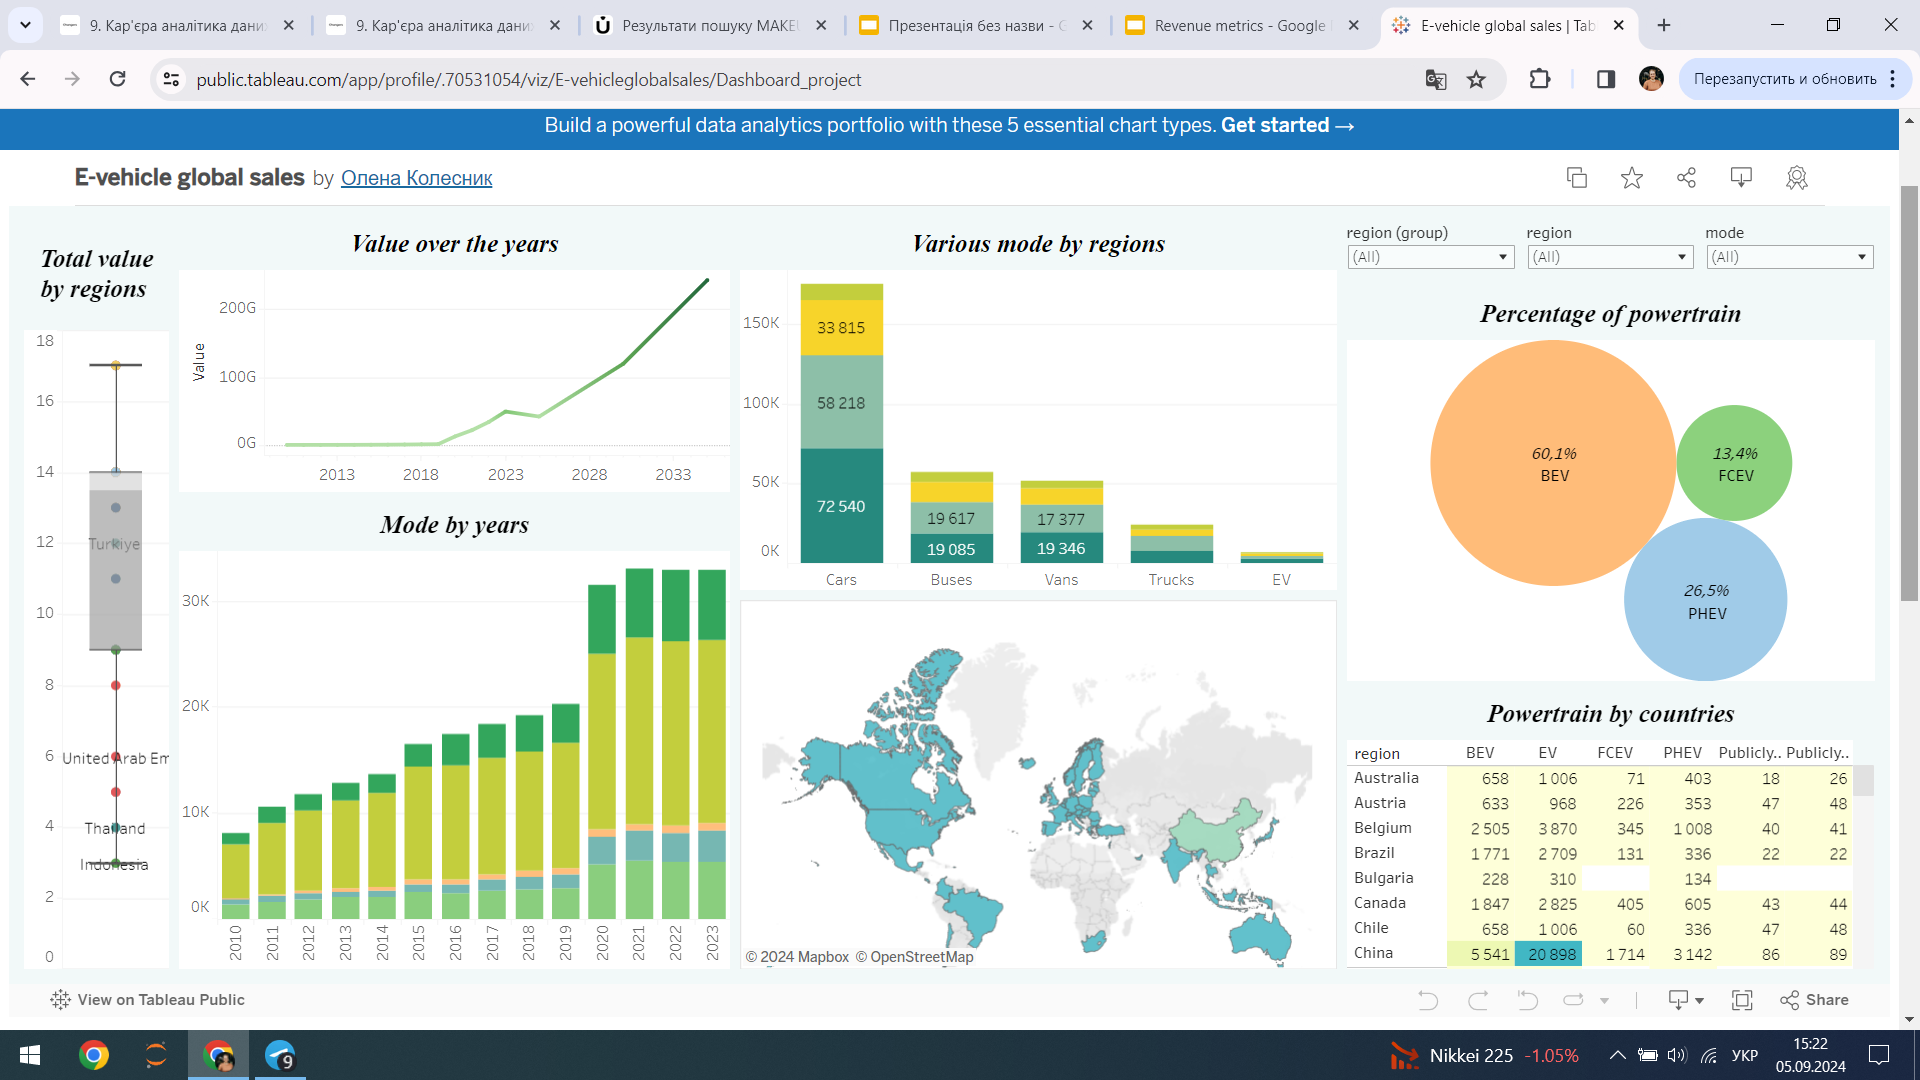 9. Кар'єра аналітика дани
9. Кар'єра аналітика дани
Результати пошуку MAKEU
Презентація без назви - G
Revenue metrics - Google
E-vehicle global sales | Tab
public.tableau.com/app/profile/.70531054/viz/E-vehicleglobalsales/Dashboard_project
Перезапустить и обновить
Build a powerful data analytics portfolio with these 5 essential chart types. Get started →
E-vehicle global sales by Олена Колесник
Total value
by regions
18
16
14
12
10
8
6
4
2
0
Turkiye
United Arab Em
Thailand
Indonesia
Value over the years
Value
200G
100G
0G
2013 2018 2023 2028 2033
Mode by years
30K
20K
10K
0K
2010 2011 2012 2013 2014 2015 2016 2017 2018 2019 2020 2021 2022 2023
Various mode by regions
150K
100K
50K
0K
33 815
58 218
72 540
19 617
19 085
17 377
19 346
Cars Buses Vans Trucks EV
© 2024 Mapbox © OpenStreetMap
region (group) region mode
(All) (All) (All)
Percentage of powertrain
60,1%
BEV
13,4%
FCEV
26,5%
PHEV
Powertrain by countries
region BEV EV FCEV PHEV Publicly.. Publicly..
Australia 658 1 006 71 403 18 26
Austria 633 968 226 353 47 48
Belgium 2 505 3 870 345 1 008 40 41
Brazil 1 771 2 709 131 336 22 22
Bulgaria 228 310 134
Canada 1 847 2 825 405 605 43 44
Chile 658 1 006 60 336 47 48
China 5 541 20 898 1 714 3 142 86 89
View on Tableau Public
Share
9
Nikkei 225 -1.05%
УКР
15:22
05.09.2024